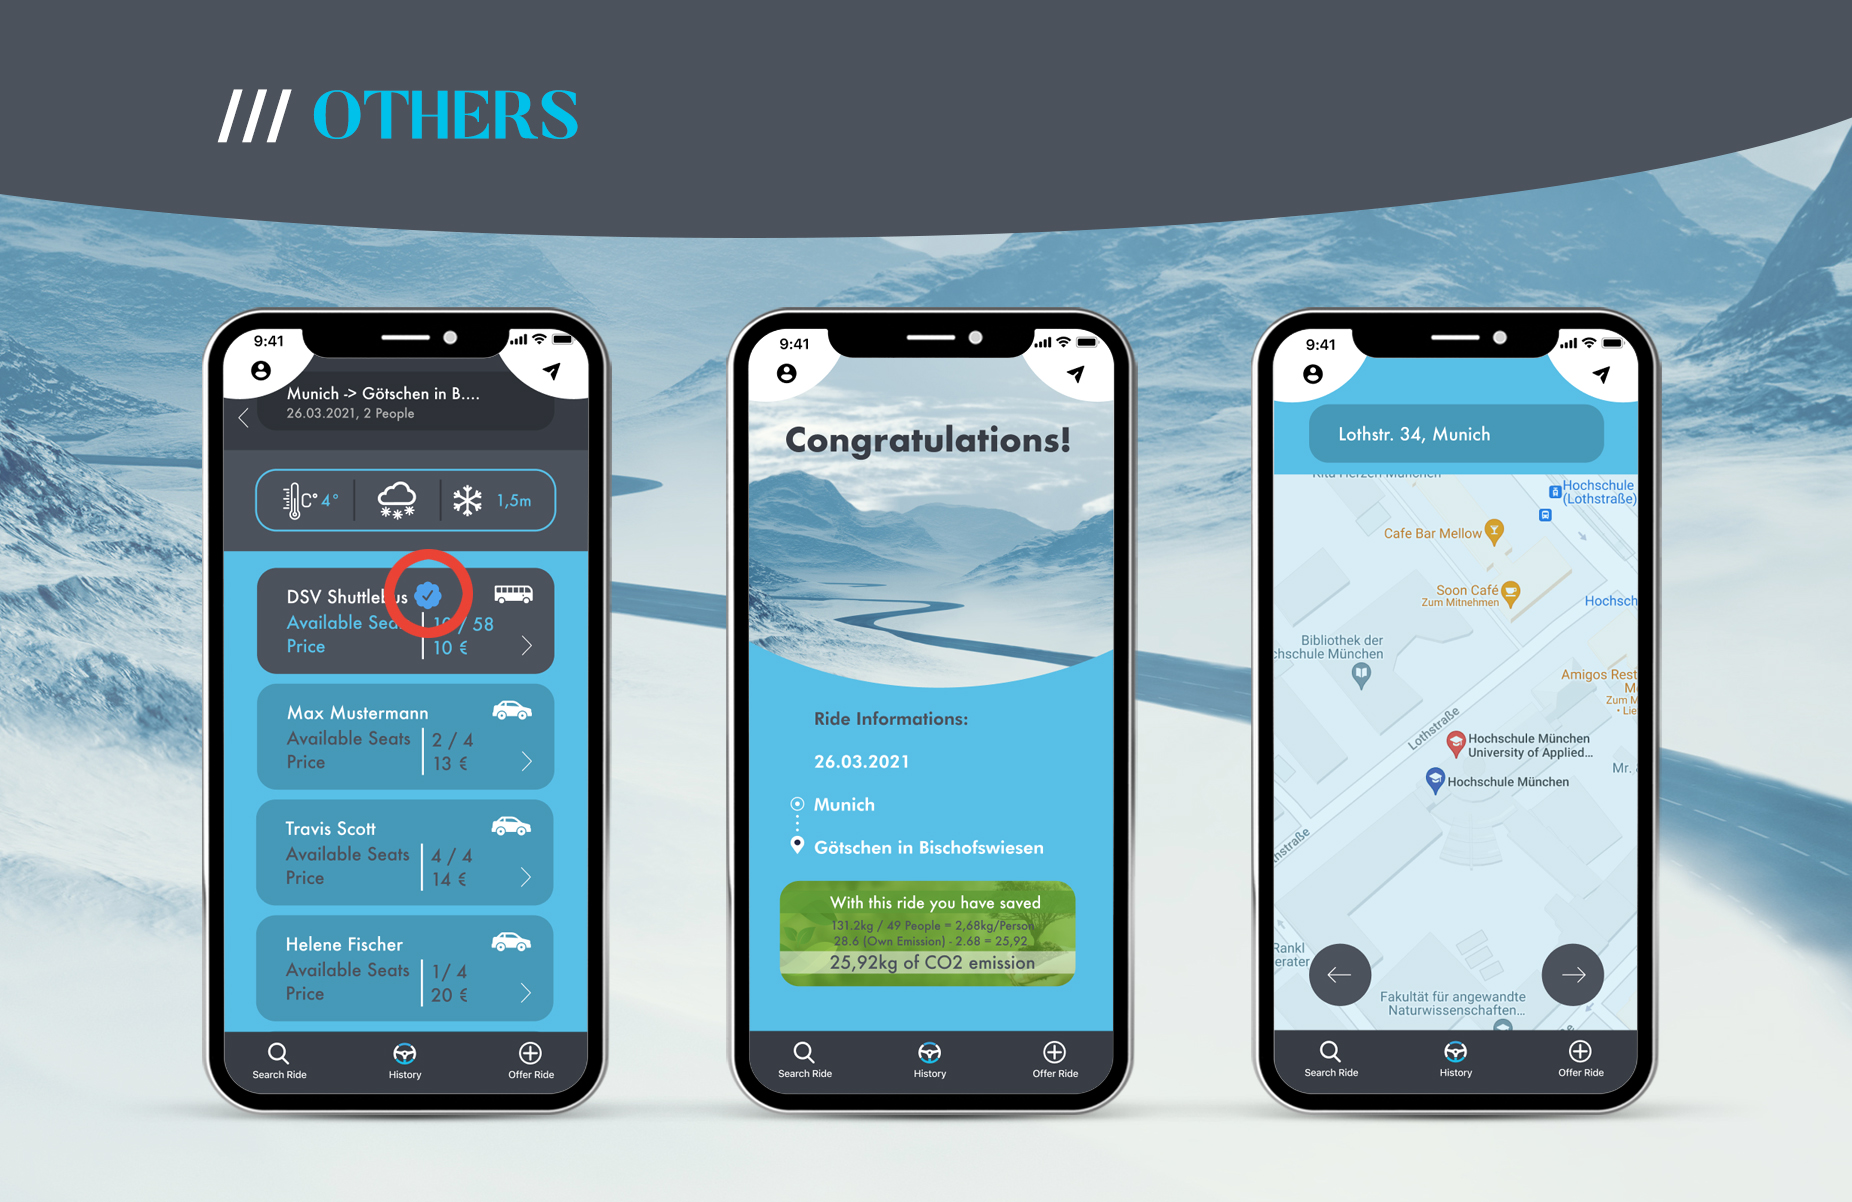 /// OTHERS
9:41
Munich -> Götschen in B....
26.03.2021, 2 People
C° 4°
1,5m
DSV Shuttlebus
Available Sea / 58
Price 10 €
Max Mustermann
Available Seats 2 / 4
Price 13 €
Travis Scott
Available Seats 4 / 4
Price 14 €
Helene Fischer
Available Seats 1/ 4
Price 20 €
Search Ride
History
Offer Ride
9:41
Congratulations!
Ride Informations:
26.03.2021
Munich
Götschen in Bischofswiesen
With this ride you have saved
131.2kg / 49 People = 2,68kg/Person
28.6 (Own Emission) - 2.68 = 25,92
25,92kg of CO2 emission
Search Ride
History
Offer Ride
9:41
Lothstr. 34, Munich
Hochschule
(Lothstraße)
Cafe Bar Mellow
Soon Café
Zum Mitnehmen
Hochsch
Bibliothek der
chschule München
Amigos Rest
M
Zum M
• Lie
Lothstraße
Hochschule München
University of Applied...
Mr.
Hochschule München
nstraße
Rankl
erater
Fakultät für angewandte
Naturwissenschaften...
Search Ride
History
Offer Ride